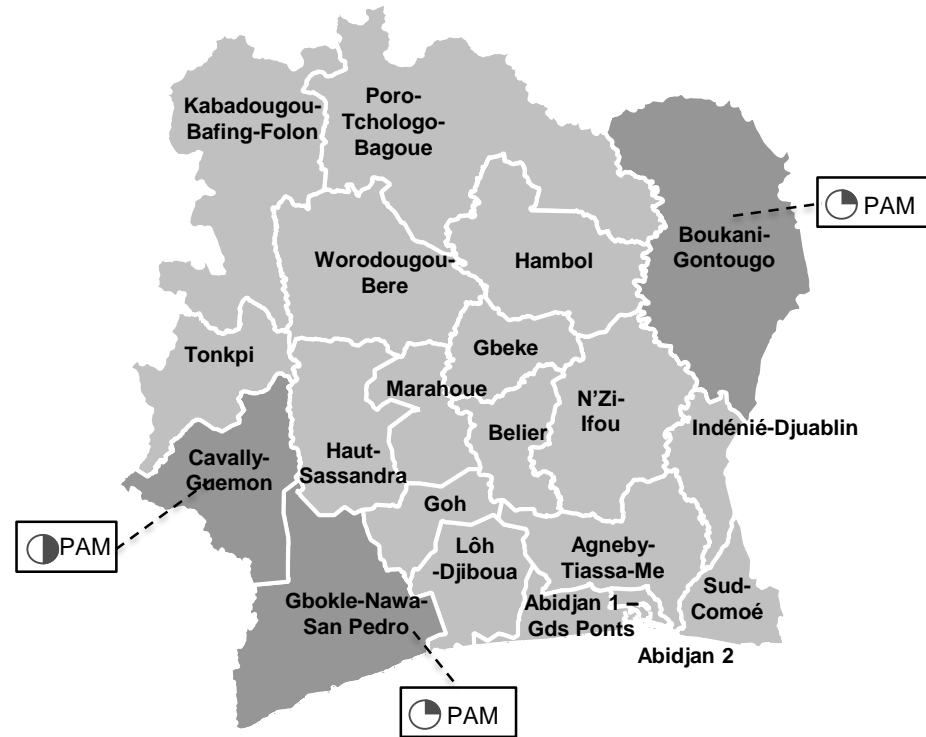 Kabadougou-
Bafing-Folon
Poro-
Tchologo-
Bagoue
PAM
Boukani-
Gontougo
Worodougou-
Bere
Hambol
Tonkpi
Gbeke
Marahoue
N'Zi-
Ifou
Indénié-Djuablin
Belier
Cavally-
Guemon
Haut-
Sassandra
Goh
PAM
Lôh
-Djiboua
Agneby-
Tiassa-Me
Sud-
Comoé
Gbokle-Nawa-
San Pedro
Abidjan 1
Gds Ponts
Abidjan 2
PAM